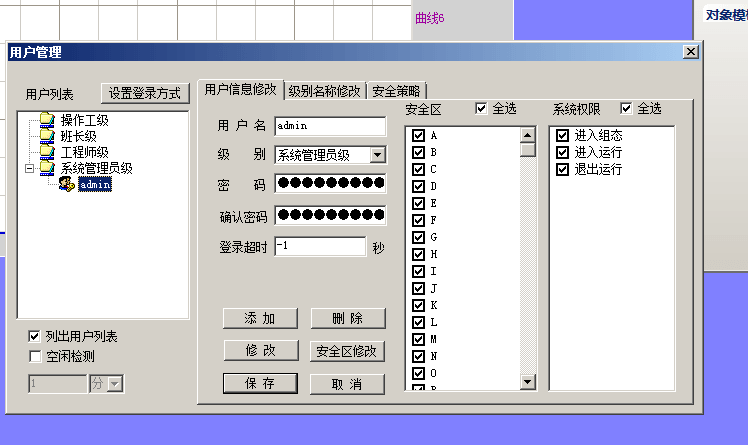 曲线6
对象模
用户管理
用户列表
设置登录方式
操作工级
班长级
工程师级
系统管理员级
admin
列出用户列表
空闲检测
1
分
用户信息修改
级别名称修改
安全策略
用 户 名
admin
级 别
系统管理员级
密 码
确认密码
登录超时
-1
秒
添 加
删 除
修 改
安全区修改
保 存
取 消
安全区
全选
A
B
C
D
E
F
G
H
I
J
K
L
M
N
O
系统权限
全选
进入组态
进入运行
退出运行